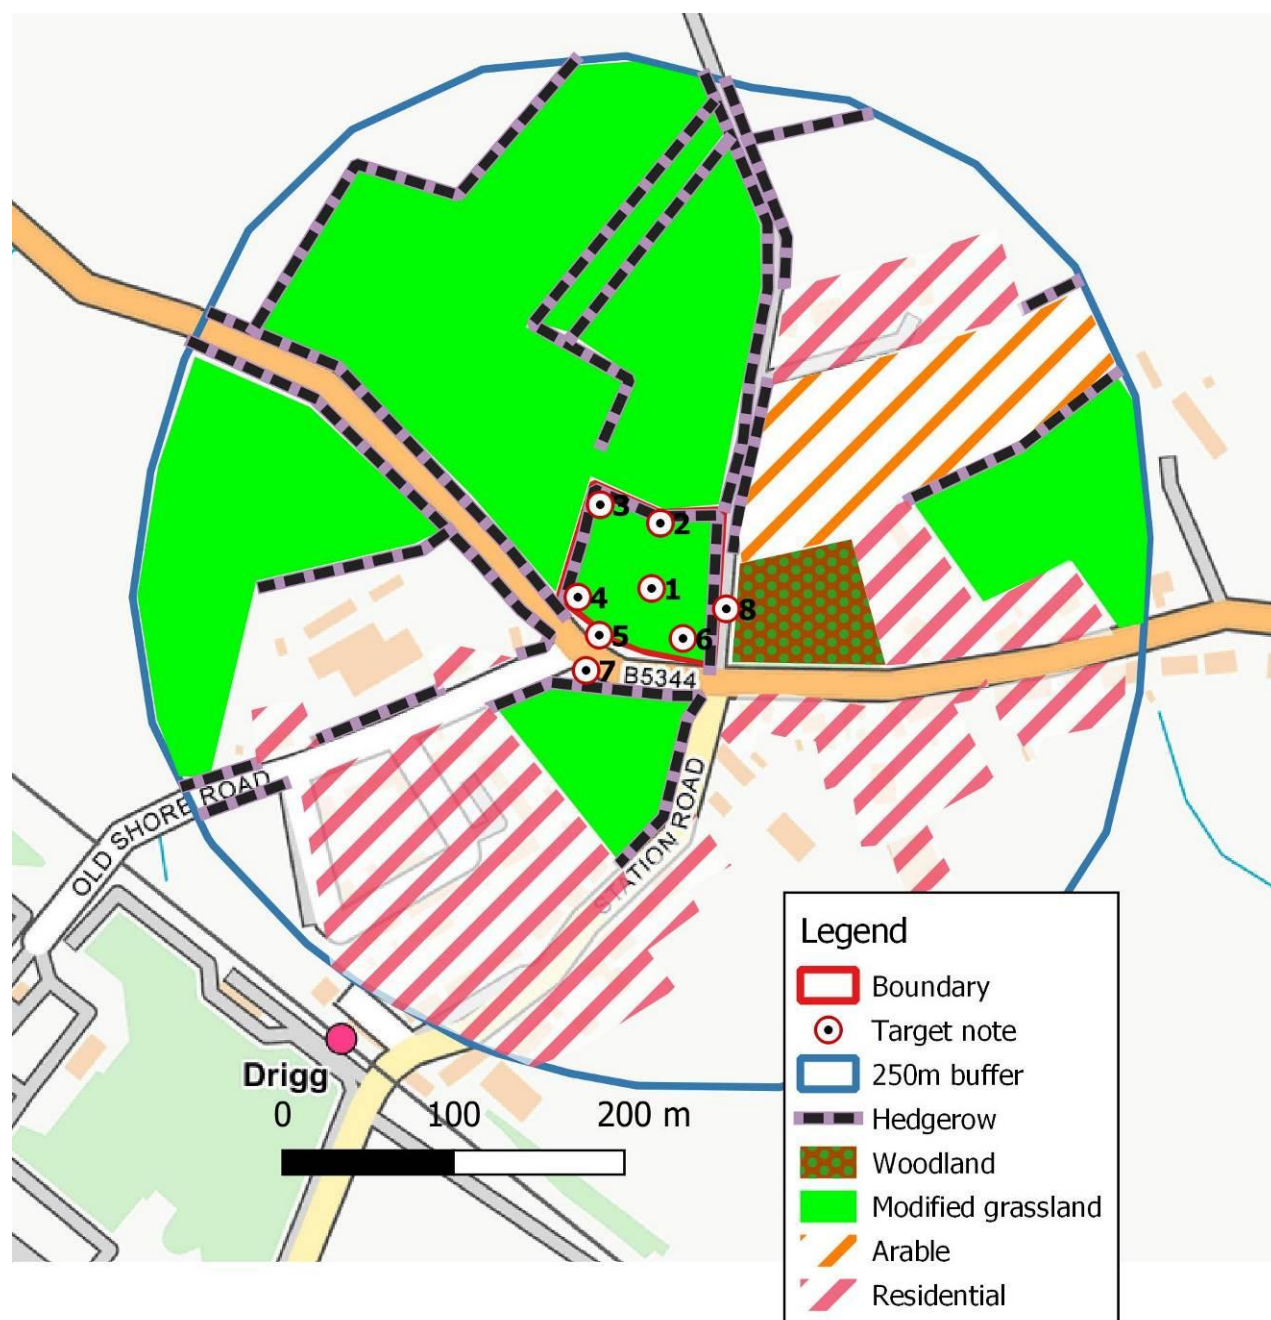 3
2
1
4
8
5
6
7
B5344
OLD SHORE ROAD
STATION ROAD
Drigg
0 100 200 m
Legend
Boundary
Target note
250m buffer
Hedgerow
Woodland
Modified grassland
Arable
Residential